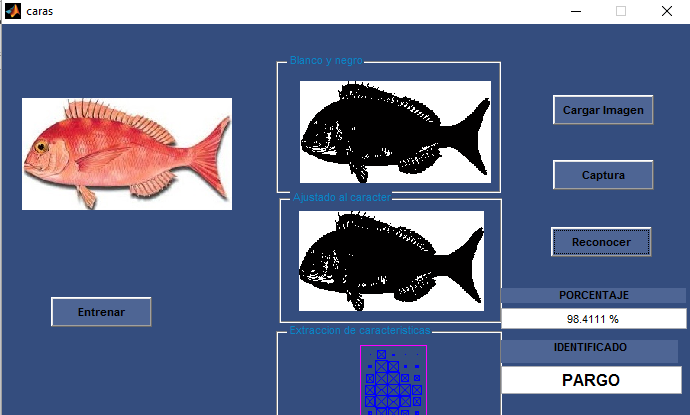 caras
Blanco y negro
Cargar Imagen
Captura
Ajustado al caracter
Reconocer
Entrenar
PORCENTAJE
98.4111 %
Extraccion de caracteristicas
IDENTIFICADO
PARGO